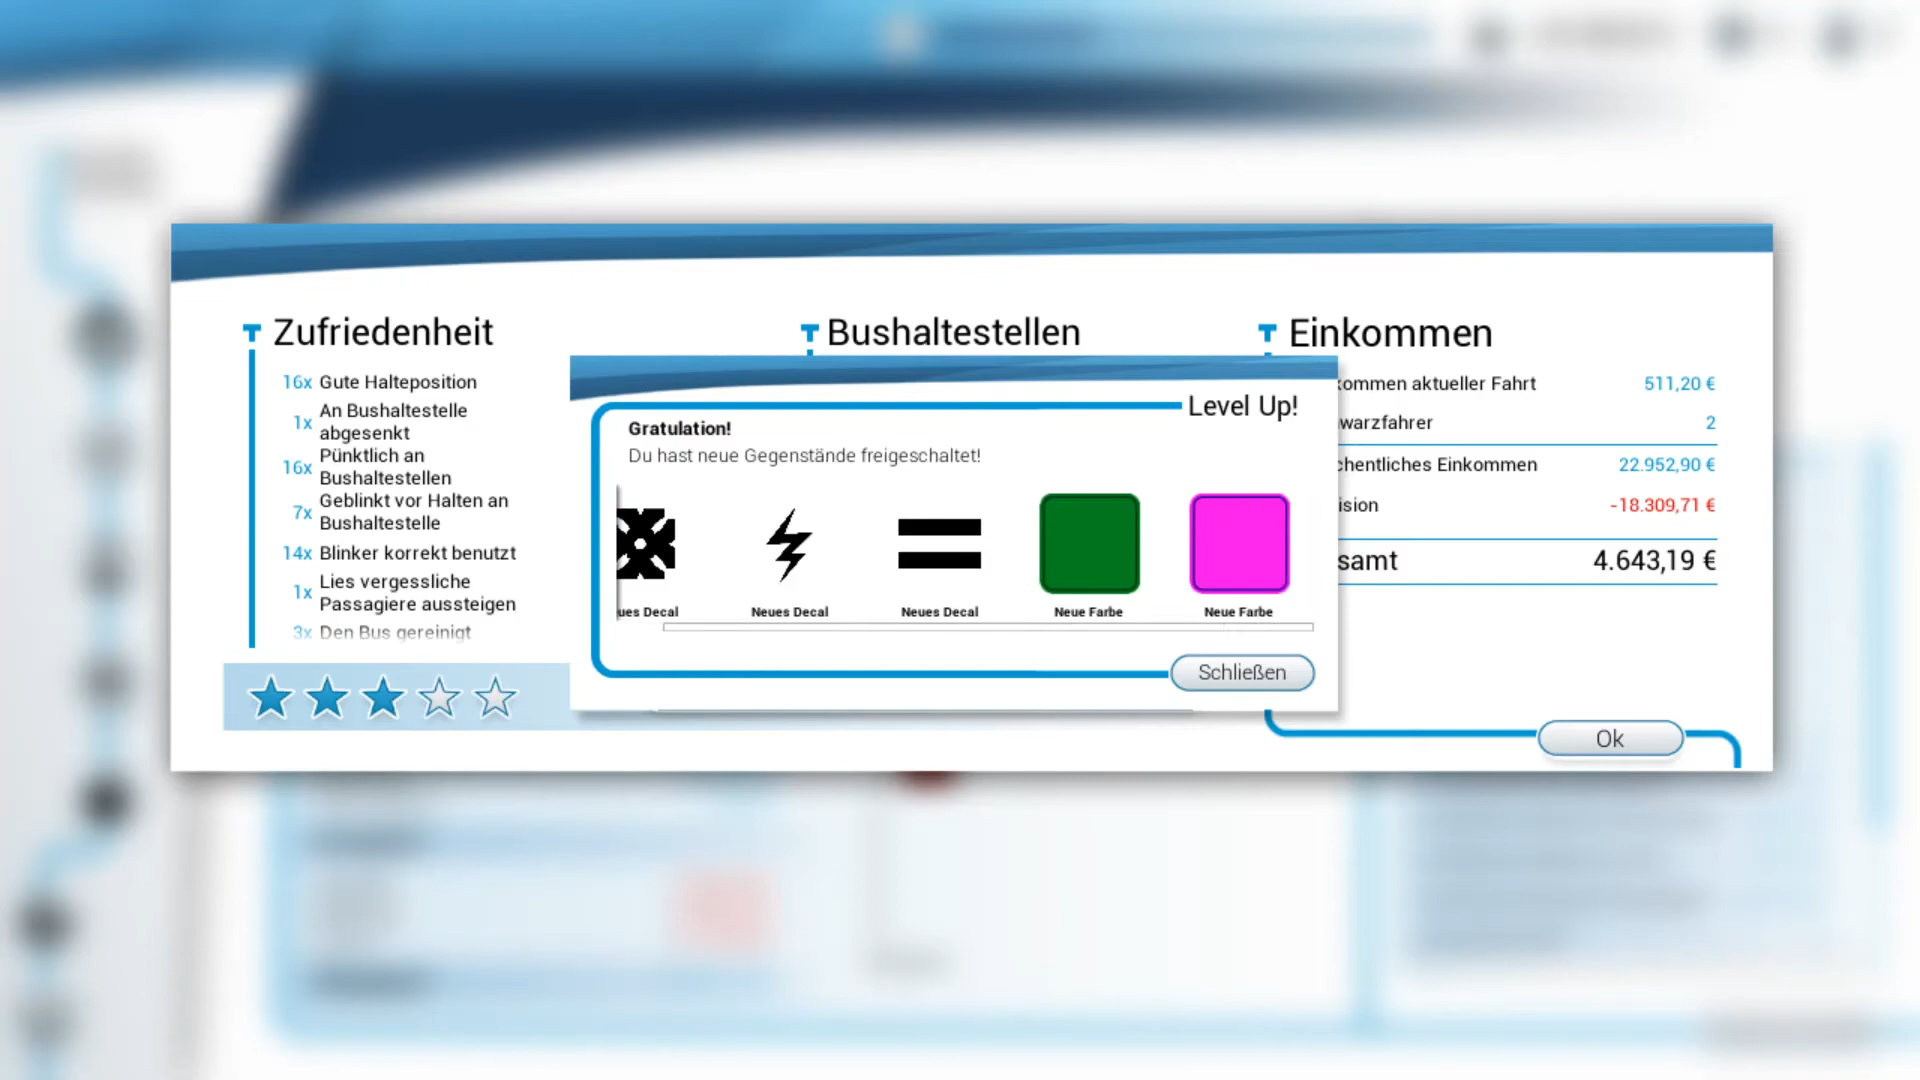 Zufriedenheit
16x Gute Halteposition
1x An Bushaltestelle
abgesenkt
16x Pünktlich an
Bushaltestellen
7x Geblinkt vor Halten an
Bushaltestelle
14x Blinker korrekt benutzt
1x Lies vergessliche
Passagiere aussteigen
3x Den Bus gereinigt
Bushaltestellen
Level Up!
Gratulation!
Du hast neue Gegenstände freigeschaltet!
ues Decal
Neues Decal
Neues Decal
Neue Farbe
Neue Farbe
Schließen
Einkommen
kommen aktueller Fahrt 511,20 €
warzfahrer 2
chentliches Einkommen 22.952,90 €
ision -18.309,71 €
samt 4.643,19 €
Ok